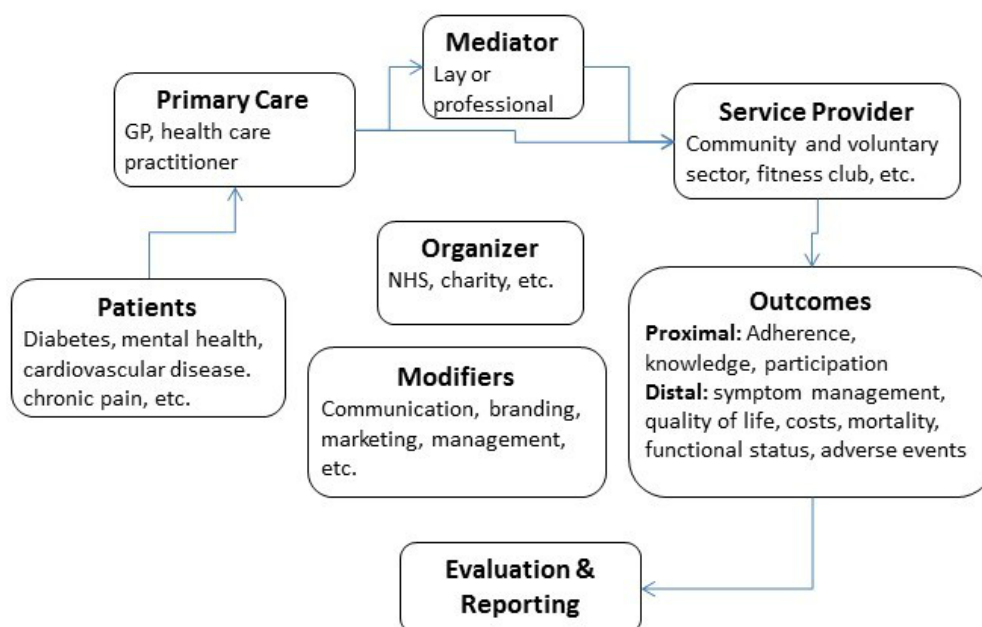 Mediator
Lay or
professional
Primary Care
GP, health care
practitioner
Service Provider
Community and voluntary
sector, fitness club, etc.
Organizer
NHS, charity, etc.
Patients
Diabetes, mental health,
cardiovascular disease.
chronic pain, etc.
Modifiers
Communication, branding,
marketing, management,
etc.
Outcomes
Proximal: Adherence,
knowledge, participation
Distal: symptom management,
quality of life, costs, mortality,
functional status, adverse events
Evaluation &
Reporting